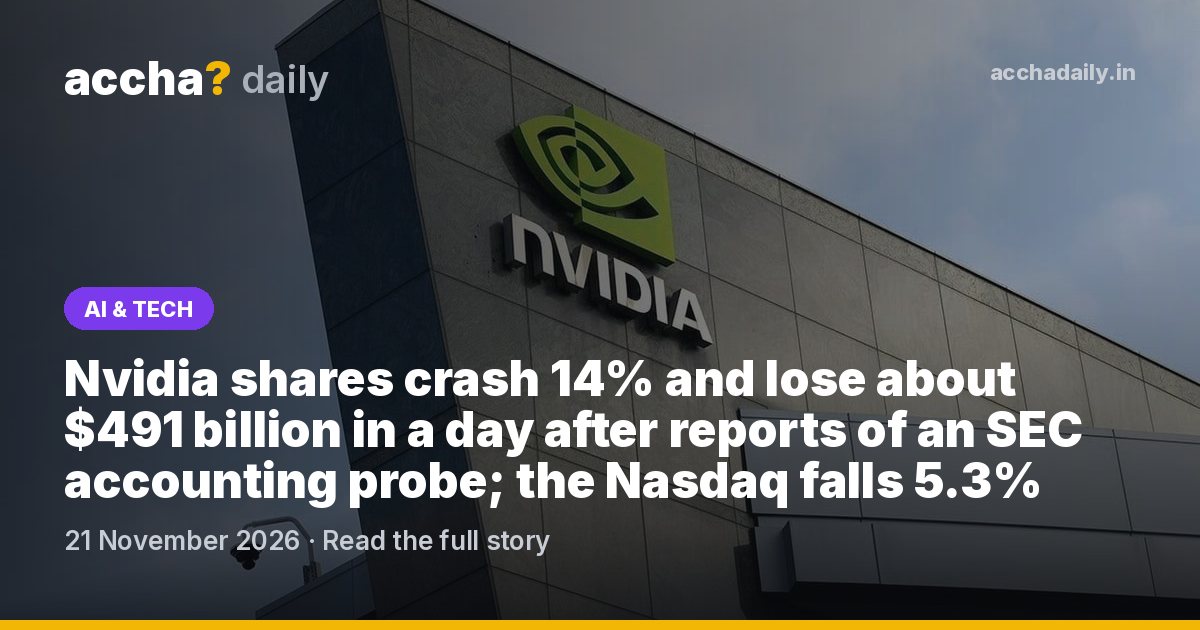 accha? daily
acchadaily.in
NVIDIA
AI & TECH
Nvidia shares crash 14% and lose about
$491 billion in a day after reports of an SEC
accounting probe; the Nasdaq falls 5.3%
21 November 2026 · Read the full story